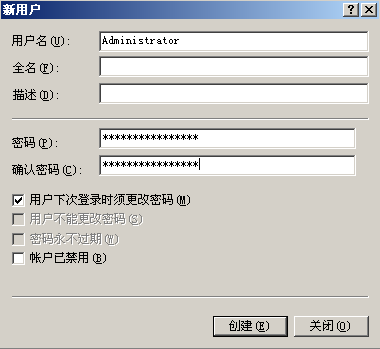 新用户
用户名(U): Administrator
全名(F):
描述(D):
密码(P): ****************
确认密码(C): ****************
用户下次登录时须更改密码(M)
用户不能更改密码(S)
密码永不过期(W)
帐户已禁用(B)
创建(E) 关闭(O)